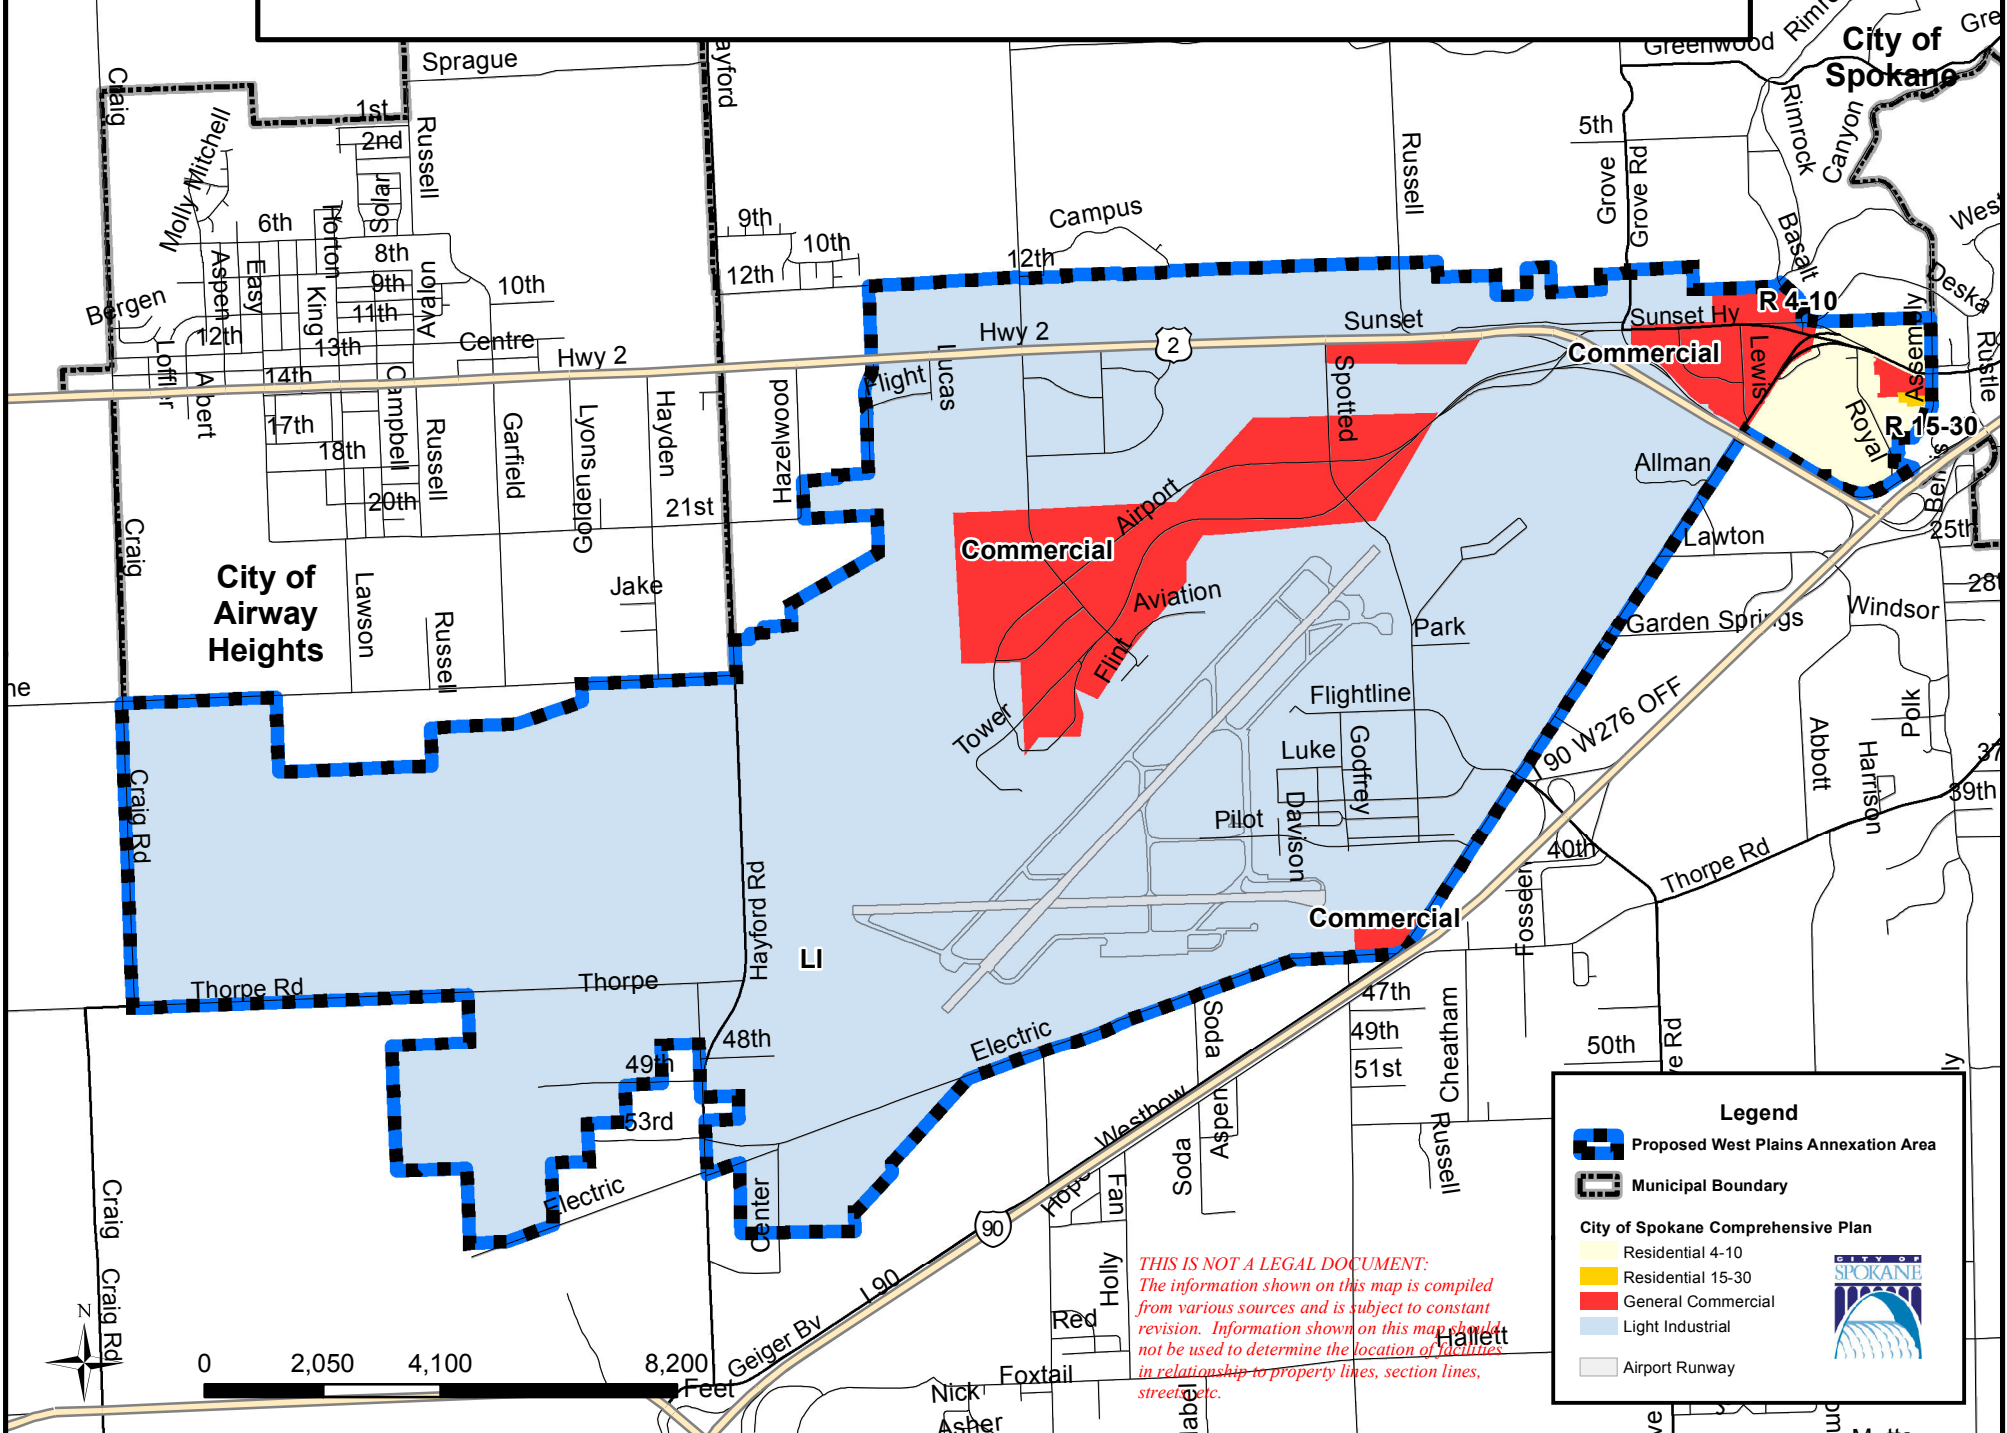 Greenwood
City of
Spokane
Craig
Sprague
1st
2nd
Russell
Molly Mitchell
Solar
Horton
6th
8th
9th
11th
Aspen
Easy
King
Avalon
10th
Bergen
12th
13th
14th
Centre
Loffler
Albert
Campbell
17th
18th
20th
Russell
Garfield
Lyons
Golden
Hayden
21st
Hwy 2
9th
10th
12th
Hazelwood
Flight
Lucas
Campus
12th
Hwy 2
2
Sunset
Russell
5th
Grove
Grove Rd
Rimrock
Canyon
Basalt
R 4-10
Sunset Hy
Commercial
Lewis
Assembly
Deska
Rustle
Royal
R 15-30
Spotted
Allman
25th
Lawton
Garden Springs
Windsor
Craig
City of
Airway
Heights
Lawson
Russell
Jake
Commercial
Airport
Aviation
Flint
Tower
Park
Flightline
Luke
Godfrey
Pilot
Davison
I 90 W276 OFF
Abbott
Harrison
Polk
39th
40th
Thorpe Rd
Fosseen
Craig Rd
Hayford Rd
LI
Commercial
Thorpe Rd
Thorpe
48th
49th
53rd
Electric
Electric
Center
47th
49th
51st
Cheatham
50th
Soda
Aspen
Soda
Russell
Westbow
Hope
Fan
Holly
90
I 90
Geiger Bv
Craig
Craig Rd
N
0 2,050 4,100 8,200
Feet
Red
Foxtail
Nick
Asher
Hallett
THIS IS NOT A LEGAL DOCUMENT:
The information shown on this map is compiled
from various sources and is subject to constant
revision. Information shown on this map should
not be used to determine the location of facilities
in relationship to property lines, section lines,
streets, etc.
Legend
Proposed West Plains Annexation Area
Municipal Boundary
City of Spokane Comprehensive Plan
Residential 4-10
Residential 15-30
General Commercial
Light Industrial
Airport Runway
CITY OF
SPOKANE